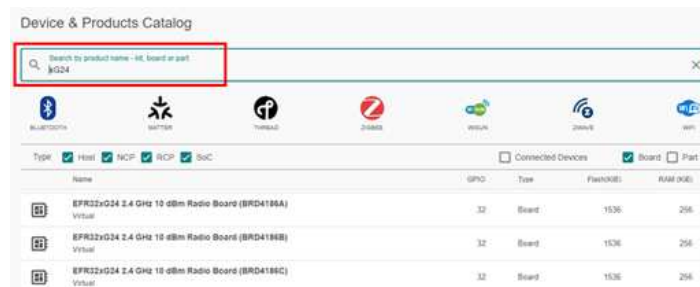 Device & Products Catalog
Search by product name - kit, board or part
xG24
BLUETOOTH MATTER THREAD ZIGBEE WISUN ZWAVE WIFI
Type: Host NCP RCP SoC Connected Devices Board Part
Name GPIO Type Flash(KiB) RAM (KiB)
EFR32xG24 2.4 GHz 10 dBm Radio Board (BRD4186A) 32 Board 1536 256
Virtual
EFR32xG24 2.4 GHz 10 dBm Radio Board (BRD4186B) 32 Board 1536 256
Virtual
EFR32xG24 2.4 GHz 10 dBm Radio Board (BRD4186C) 32 Board 1536 256
Virtual